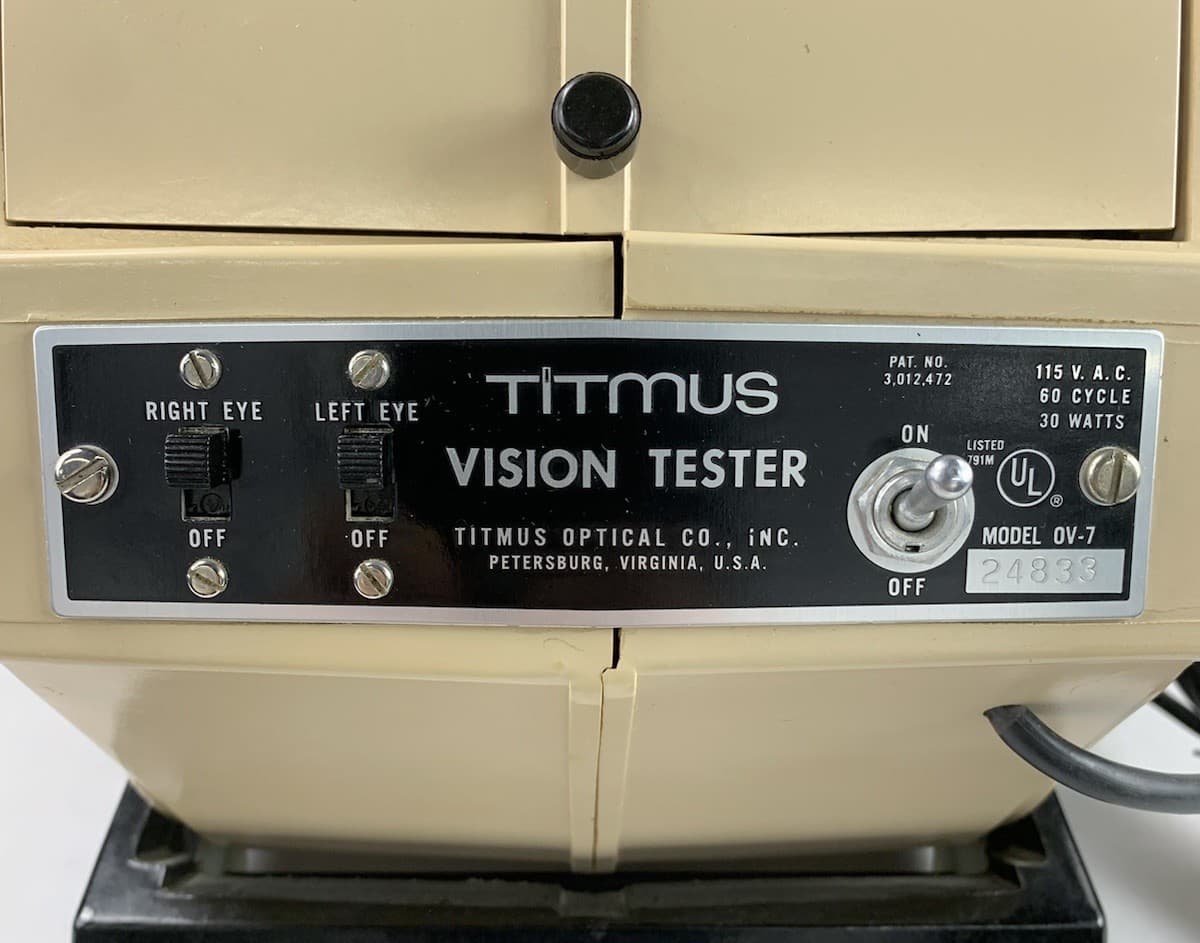 RIGHT EYE
OFF
LEFT EYE
OFF
TiTMUS
VISION TESTER
TITMUS OPTICAL CO., iNC.
PETERSBURG, VIRGINIA, U.S.A.
PAT. NO.
3,012,472
ON
OFF
115 V. A. C.
60 CYCLE
30 WATTS
LISTED
791M
UL
®
MODEL OV-7
24833